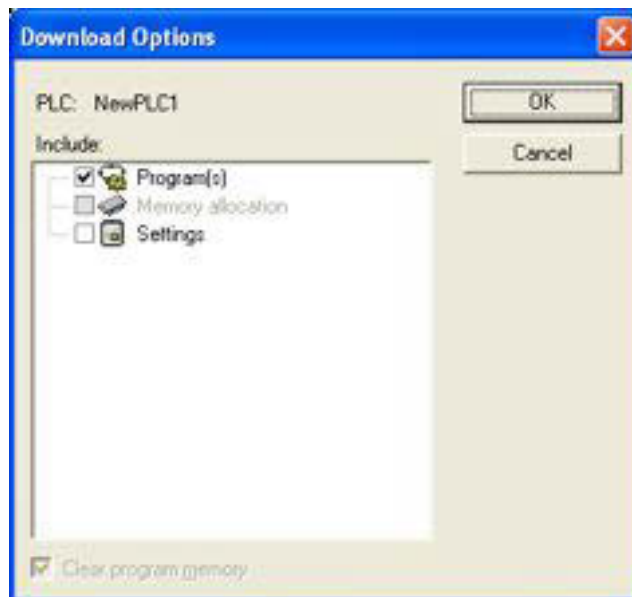 Download Options
PLC: NewPLC1
OK
Include:
Cancel
Program(s)
Memory allocation
Settings
Clear program memory